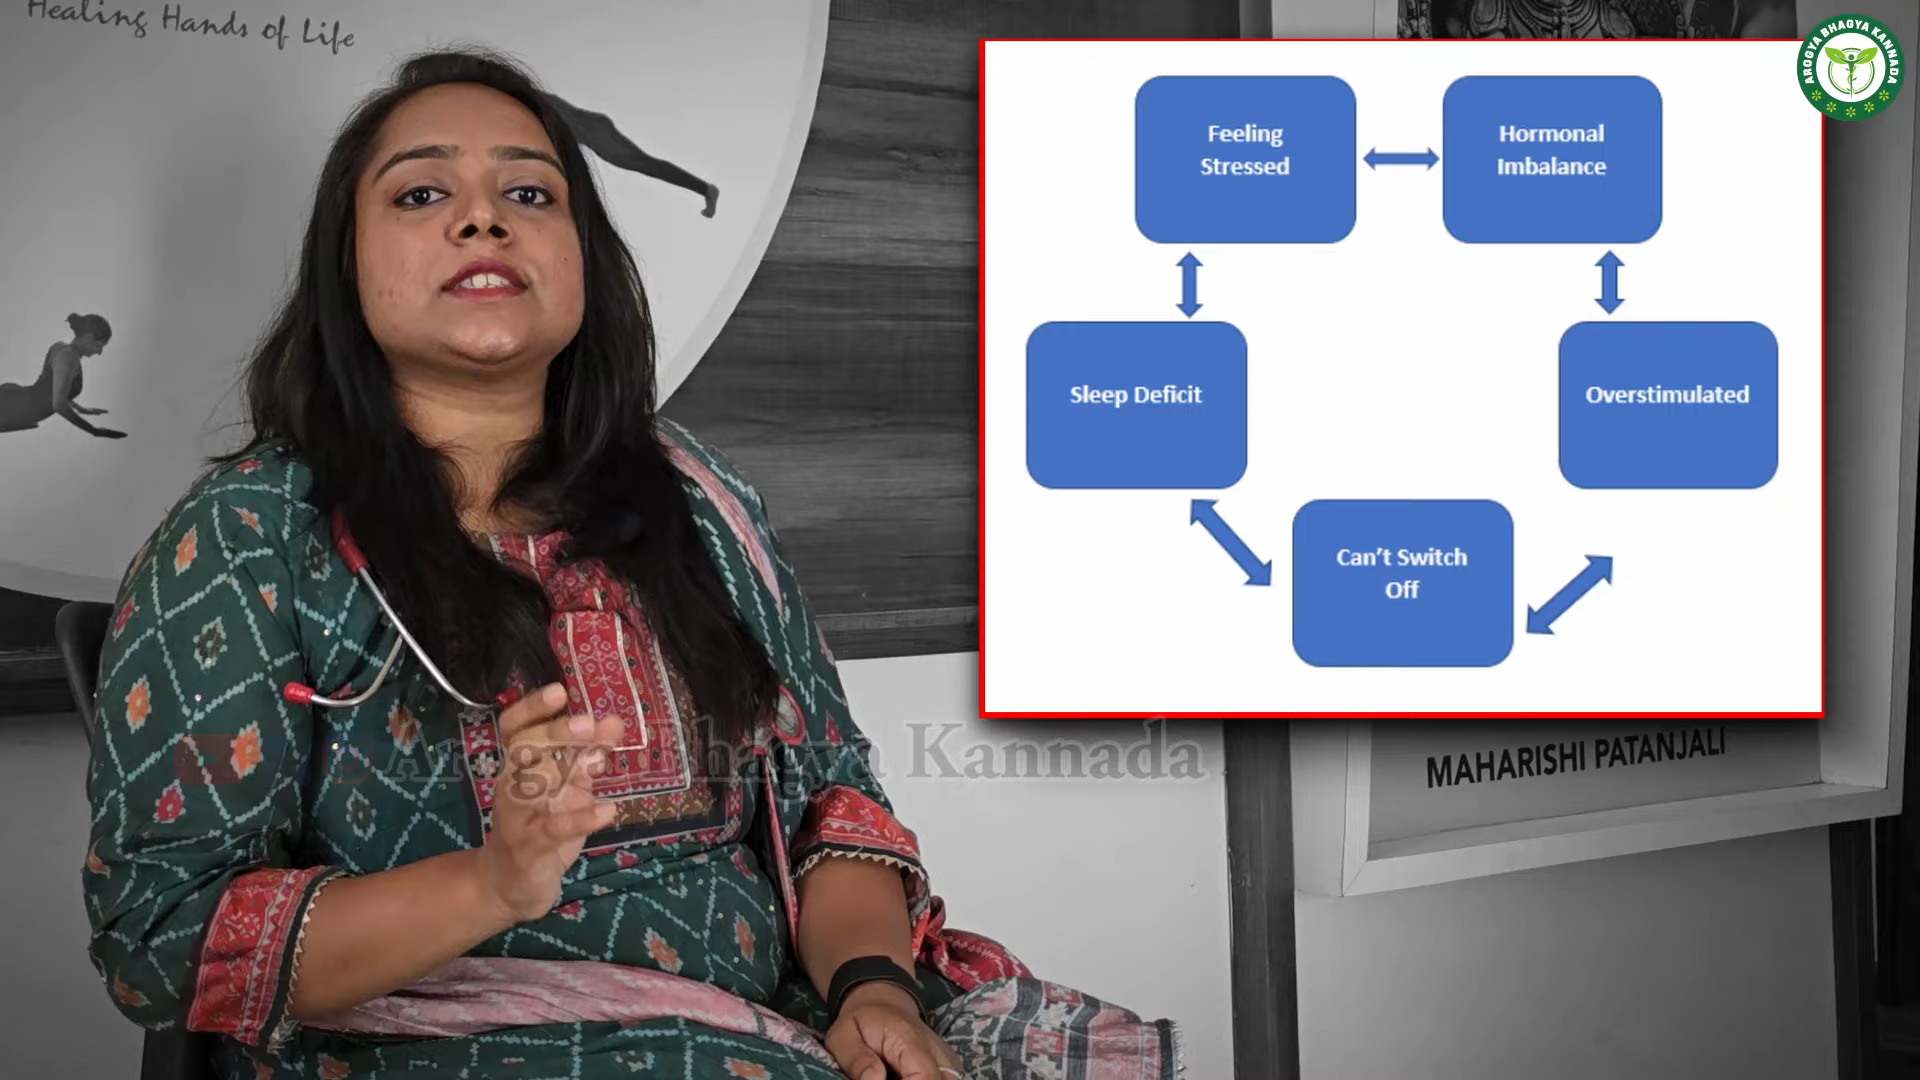 Healing Hands of Life
AROGYA BHAGYA KANNADA
Feeling
Stressed
Hormonal
Imbalance
Sleep Deficit
Overstimulated
Can't Switch
Off
Arogya Bhagya Kannada
MAHARISHI PATANJALI